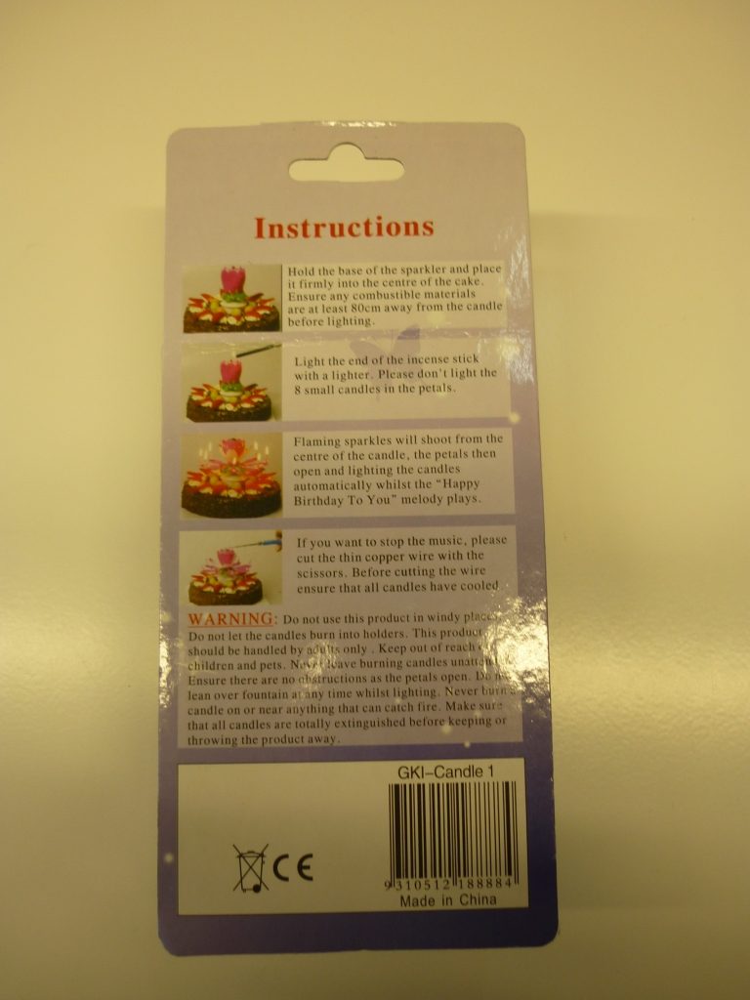 Instructions
Hold the base of the sparkler and place
it firmly into the centre of the cake.
Ensure any combustible materials
are at least 80cm away from the candle
before lighting.
Light the end of the incense stick
with a lighter. Please don't light the
8 small candles in the petals.
Flaming sparkles will shoot from the
centre of the candle, the petals then
open and lighting the candles
automatically whilst the “Happy
Birthday To You” melody plays.
If you want to stop the music, please
cut the thin copper wire with the
scissors. Before cutting the wire
ensure that all candles have cooled.
WARNING: Do not use this product in windy places.
Do not let the candles burn into holders. This product
should be handled by adults only . Keep out of reach
children and pets. Never leave burning candles
Ensure there are no obstructions as the petals open. Do
lean over fountain at any time whilst lighting. Never burn a
candle on or near anything that can catch fire. Make sure
that all candles are totally extinguished before keeping or
throwing the product away.
GKI-Candle 1
CE
9 310512 188884
Made in China